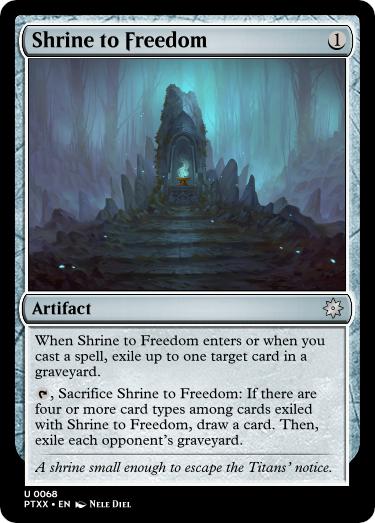 Shrine to Freedom 1
Artifact
When Shrine to Freedom enters or when you
cast a spell, exile up to one target card in a
graveyard.
, Sacrifice Shrine to Freedom: If there are
four or more card types among cards exiled
with Shrine to Freedom, draw a card. Then,
exile each opponent's graveyard.
A shrine small enough to escape the Titans' notice.
U 0068
PTXX • EN Nele Diel